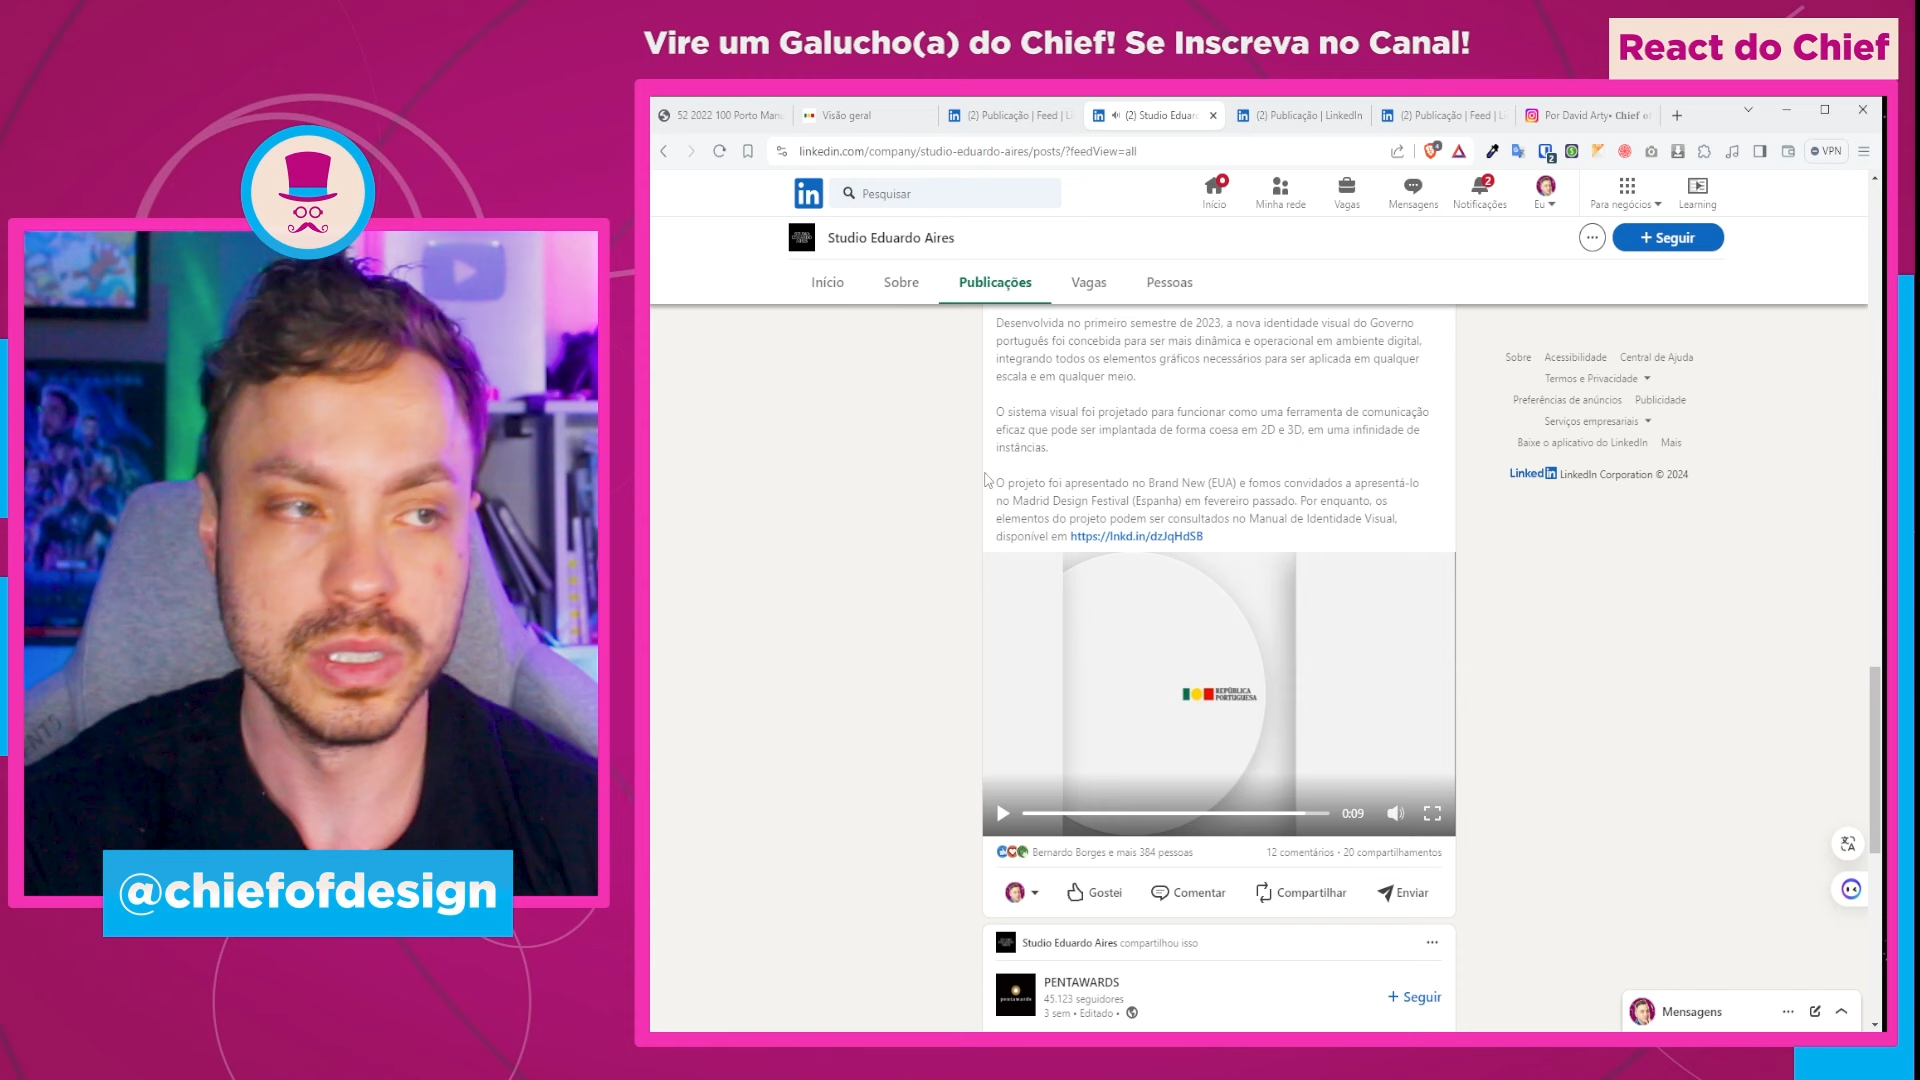 Vire um Galucho(a) do Chief! Se Inscreva no Canal!
React do Chief
52 2022 100 Porto Manu
Visão geral
(2) Publicação | Feed | Li
(2) Studio Eduar
(2) Publicação | LinkedIn
(2) Publicação | Feed | Li
Por David Arty• Chief o
linkedin.com/company/studio-eduardo-aires/posts/?feedView=all
VPN
in
Pesquisar
Início
Minha rede
Vagas
Mensagens
2
Notificações
Eu
Para negócios
Learning
Studio Eduardo Aires
+ Seguir
Início
Sobre
Publicações
Vagas
Pessoas
Desenvolvida no primeiro semestre de 2023, a nova identidade visual do Governo
português foi concebida para ser mais dinâmica e operacional em ambiente digital,
integrando todos os elementos gráficos necessários para ser aplicada em qualquer
escala e em qualquer meio.
O sistema visual foi projetado para funcionar como uma ferramenta de comunicação
eficaz que pode ser implantada de forma coesa em 2D e 3D, em uma infinidade de
instâncias.
O projeto foi apresentado no Brand New (EUA) e fomos convidados a apresentá-lo
no Madrid Design Festival (Espanha) em fevereiro passado. Por enquanto, os
elementos do projeto podem ser consultados no Manual de Identidade Visual,
disponível em https://lnkd.in/dzJqHdSB
Sobre Acessibilidade Central de Ajuda
Termos e Privacidade
Preferências de anúncios Publicidade
Serviços empresariais
Baixe o aplicativo do LinkedIn Mais
LinkedIn LinkedIn Corporation © 2024
REPÚBLICA
PORTUGUESA
0:09
Bernardo Borges e mais 384 pessoas
12 comentários • 20 compartilhamentos
Gostei
Comentar
Compartilhar
Enviar
Studio Eduardo Aires compartilhou isso
PENTAWARDS
45.123 seguidores
3 sem • Editado •
+ Seguir
pentawards
Mensagens
@chiefofdesign